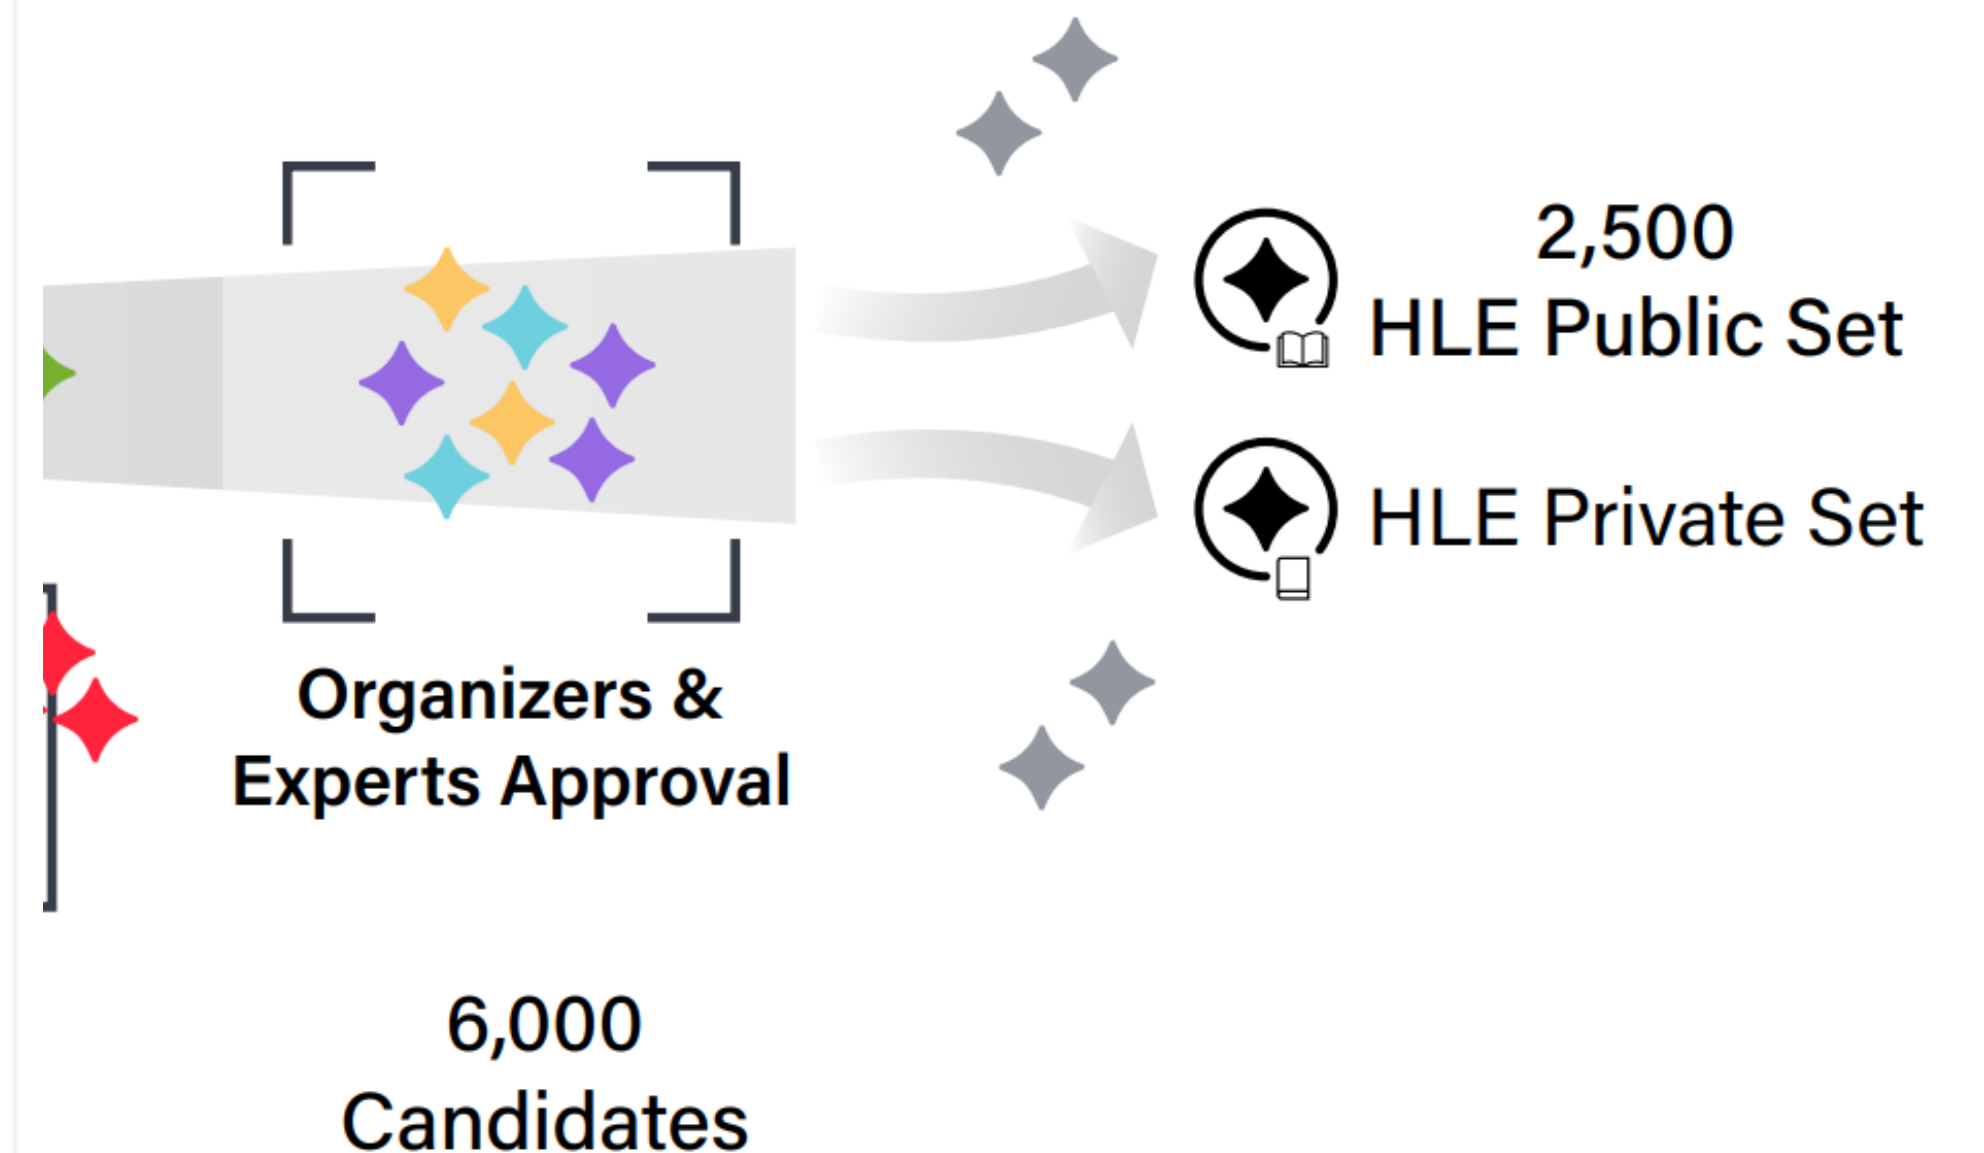 2,500
HLE Public Set
HLE Private Set
Organizers &
Experts Approval
6,000
Candidates